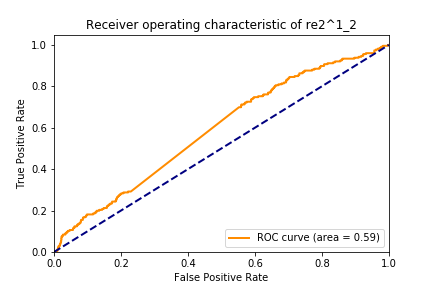 Receiver operating characteristic of re2^1_2
1.0
0.8
0.6
0.4
0.2
0.0
True Positive Rate
ROC curve (area = 0.59)
0.0 0.2 0.4 0.6 0.8 1.0
False Positive Rate